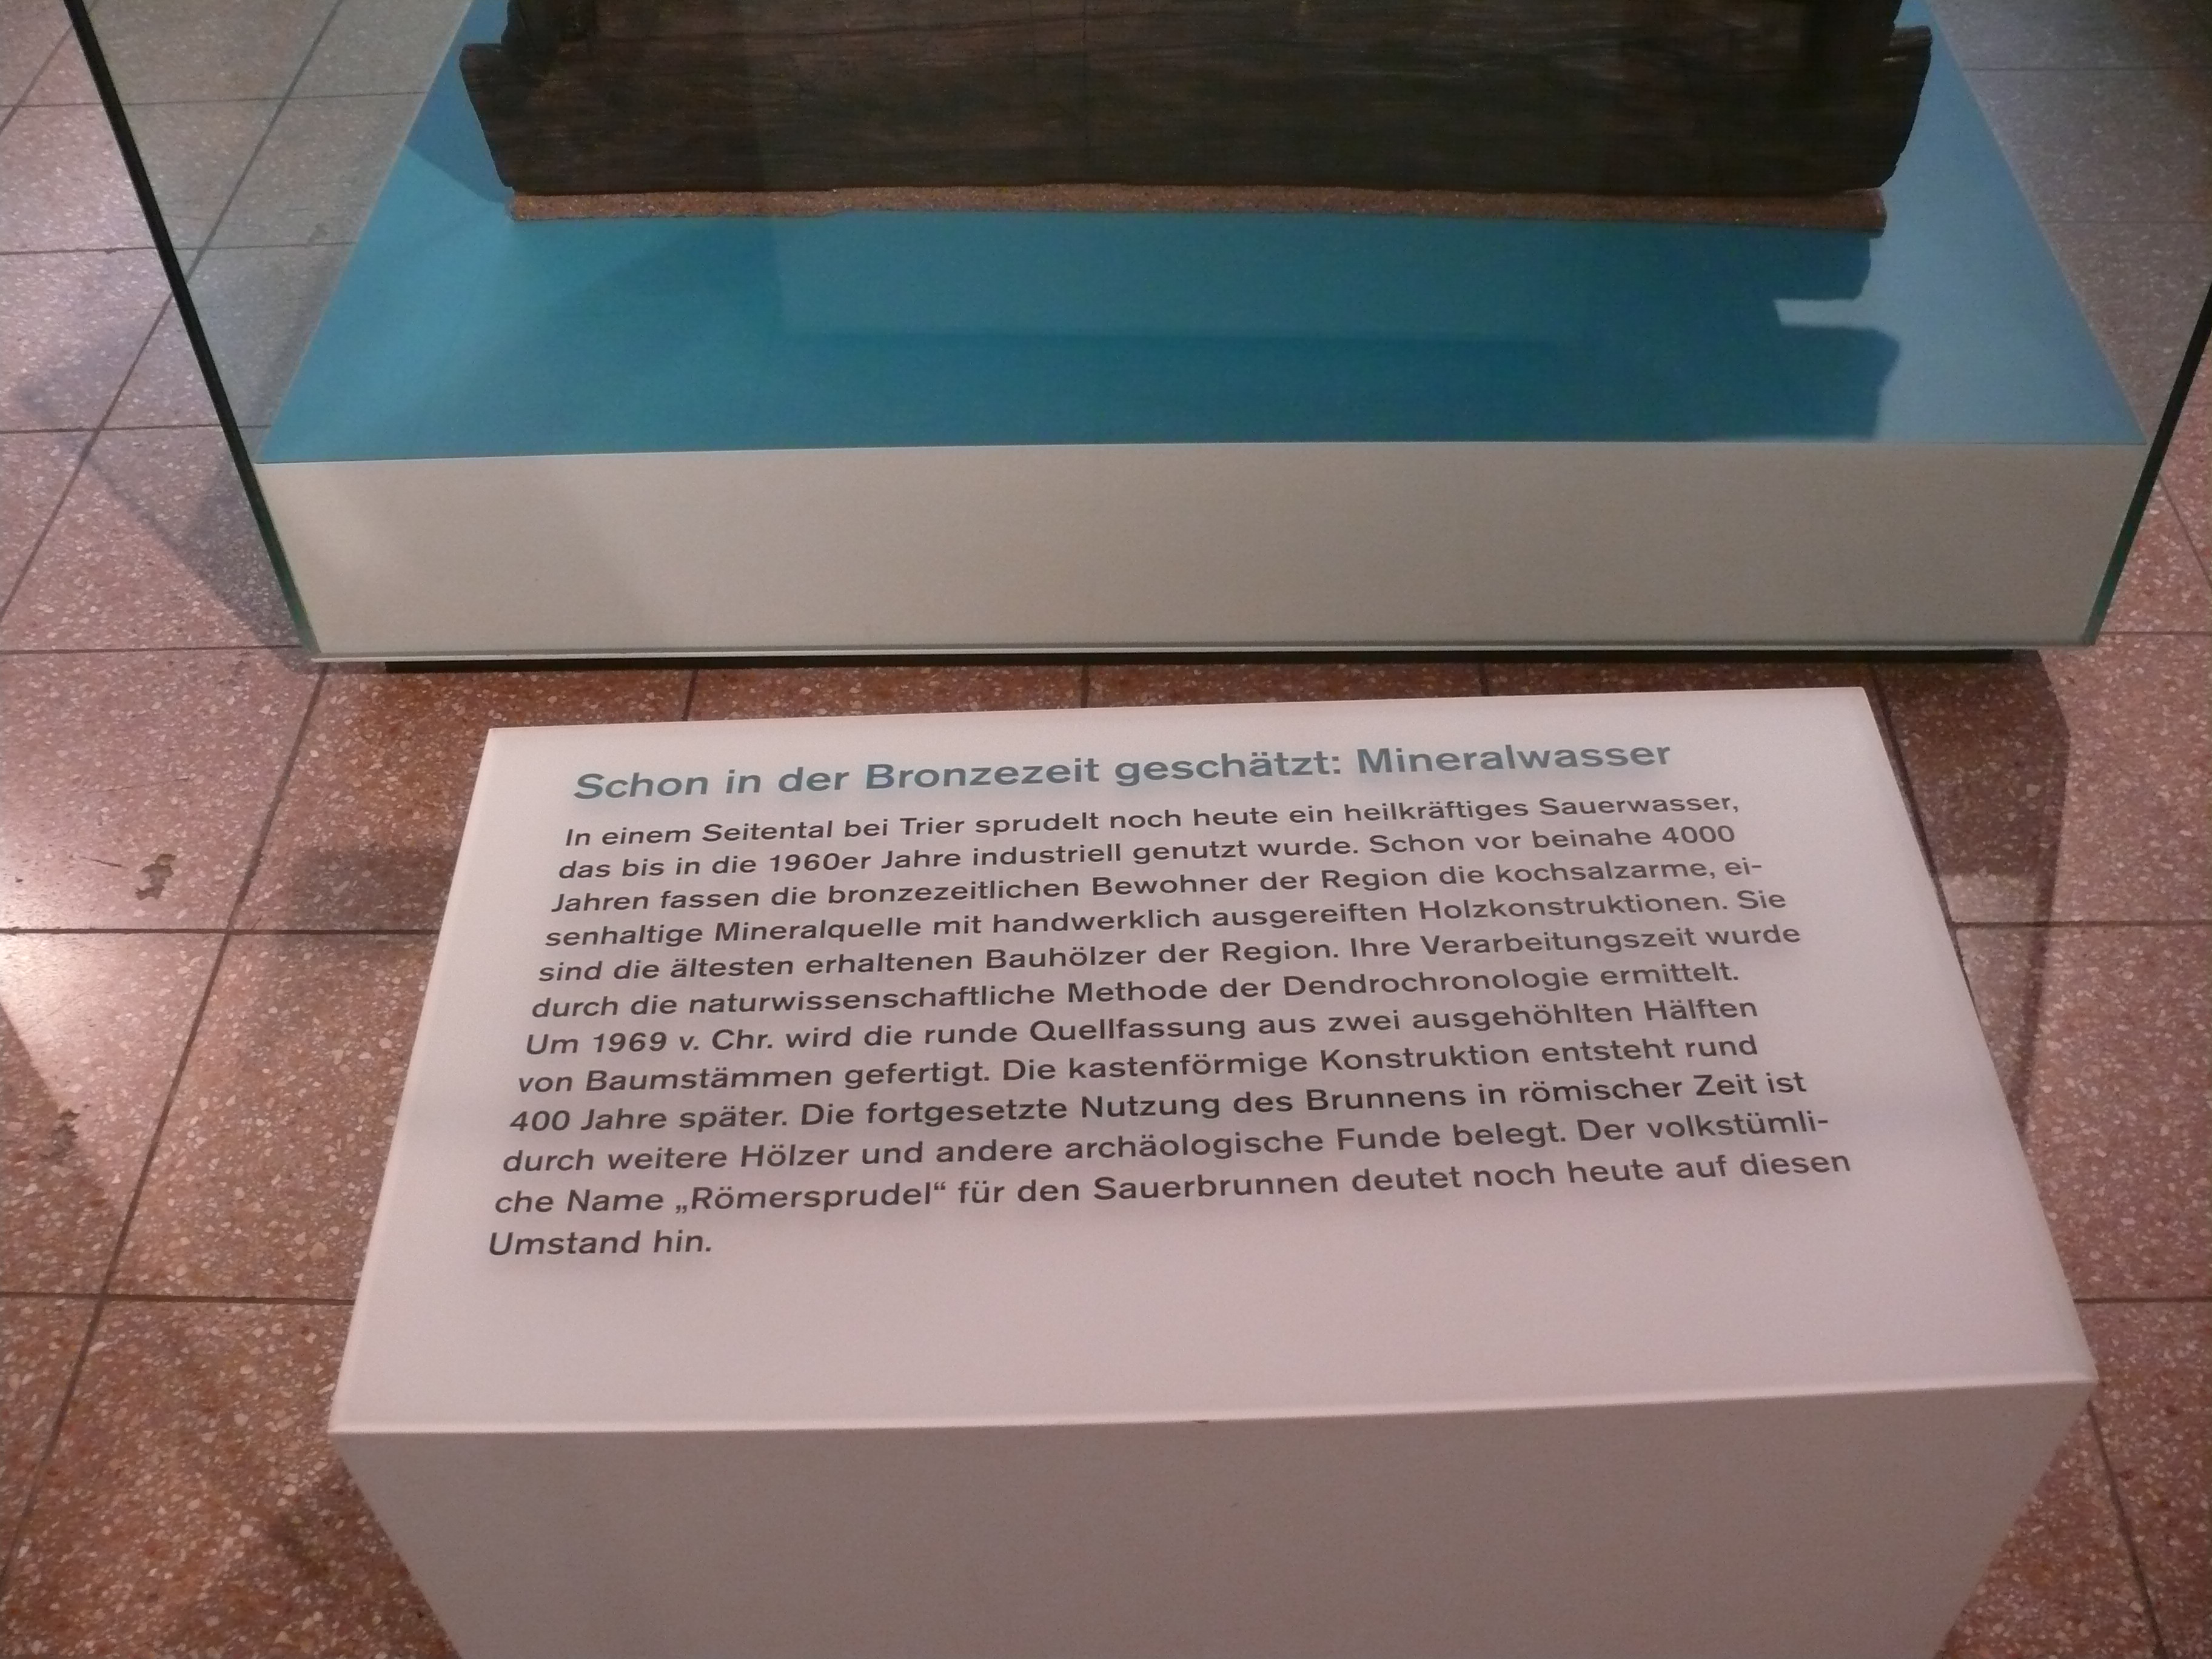 Schon in der Bronzezeit geschätzt: Mineralwasser
In einem Seitental bei Trier sprudelt noch heute ein heilkräftiges Sauerwasser,
das bis in die 1960er Jahre industriell genutzt wurde. Schon vor beinahe 4000
Jahren fassen die bronzezeitlichen Bewohner der Region die kochsalzarme, ei-
senhaltige Mineralquelle mit handwerklich ausgereiften Holzkonstruktionen. Sie
sind die ältesten erhaltenen Bauhölzer der Region. Ihre Verarbeitungszeit wurde
durch die naturwissenschaftliche Methode der Dendrochronologie ermittelt.
Um 1969 v. Chr. wird die runde Quellfassung aus zwei ausgehöhlten Hälften
von Baumstämmen gefertigt. Die kastenförmige Konstruktion entsteht rund
400 Jahre später. Die fortgesetzte Nutzung des Brunnens in römischer Zeit ist
durch weitere Hölzer und andere archäologische Funde belegt. Der volkstümli-
che Name „Römersprudel“ für den Sauerbrunnen deutet noch heute auf diesen
Umstand hin.